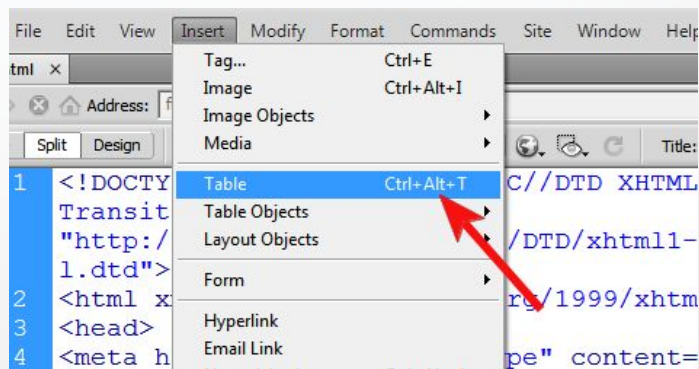 File Edit View Insert Modify Format Commands Site Window Help
tml × Tag... Ctrl+E
Image Ctrl+Alt+I
Address: Image Objects
Split Design Media Title:
1 <!DOCTY Table Ctrl+Alt+T C//DTD XHTML
Transit Table Objects
"http:/ Layout Objects /DTD/xhtml1-
l.dtd"> Form
2 <html x rg/1999/xhtm
3 <head> Hyperlink
4 <meta h Email Link pe" content=